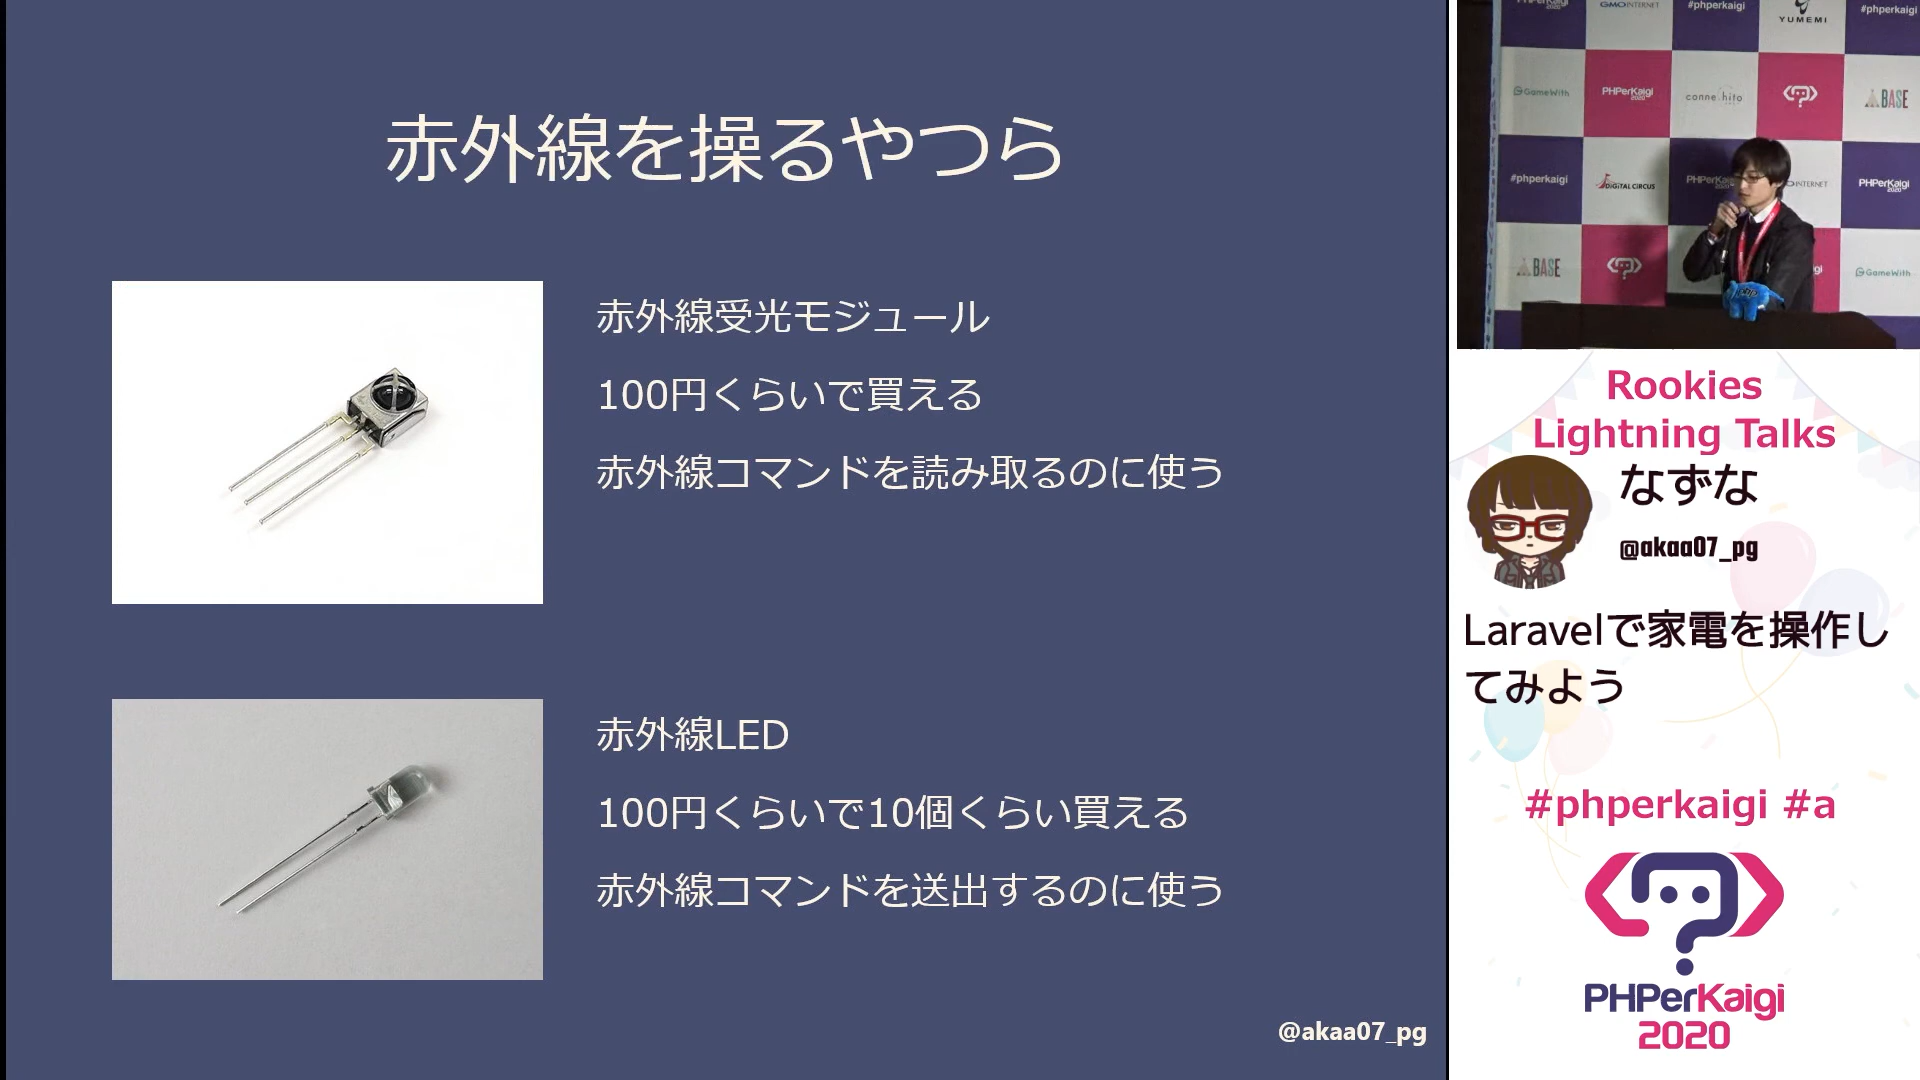 赤外線を操るやつら
赤外線受光モジュール
100円くらいで買える
赤外線コマンドを読み取るのに使う
赤外線LED
100円くらいで10個くらい買える
赤外線コマンドを送出するのに使う
@akaa07_pg
PHPerKaigi
GMO INTERNET
#phperkaigi
YUMEMI
#phperkaigi
GameWith
PHPerKaigi
2020
conne hito
BASE
#phperkaigi
DIGITAL CIRCUS
PHPerKaigi
INTERNET
PHPerKaigi
2020
BASE
GameWith
Rookies
Lightning Talks
なずな
@akaa07_pg
Laravelで家電を操作し
てみよう
#phperkaigi #a
PHPerKaigi
2020